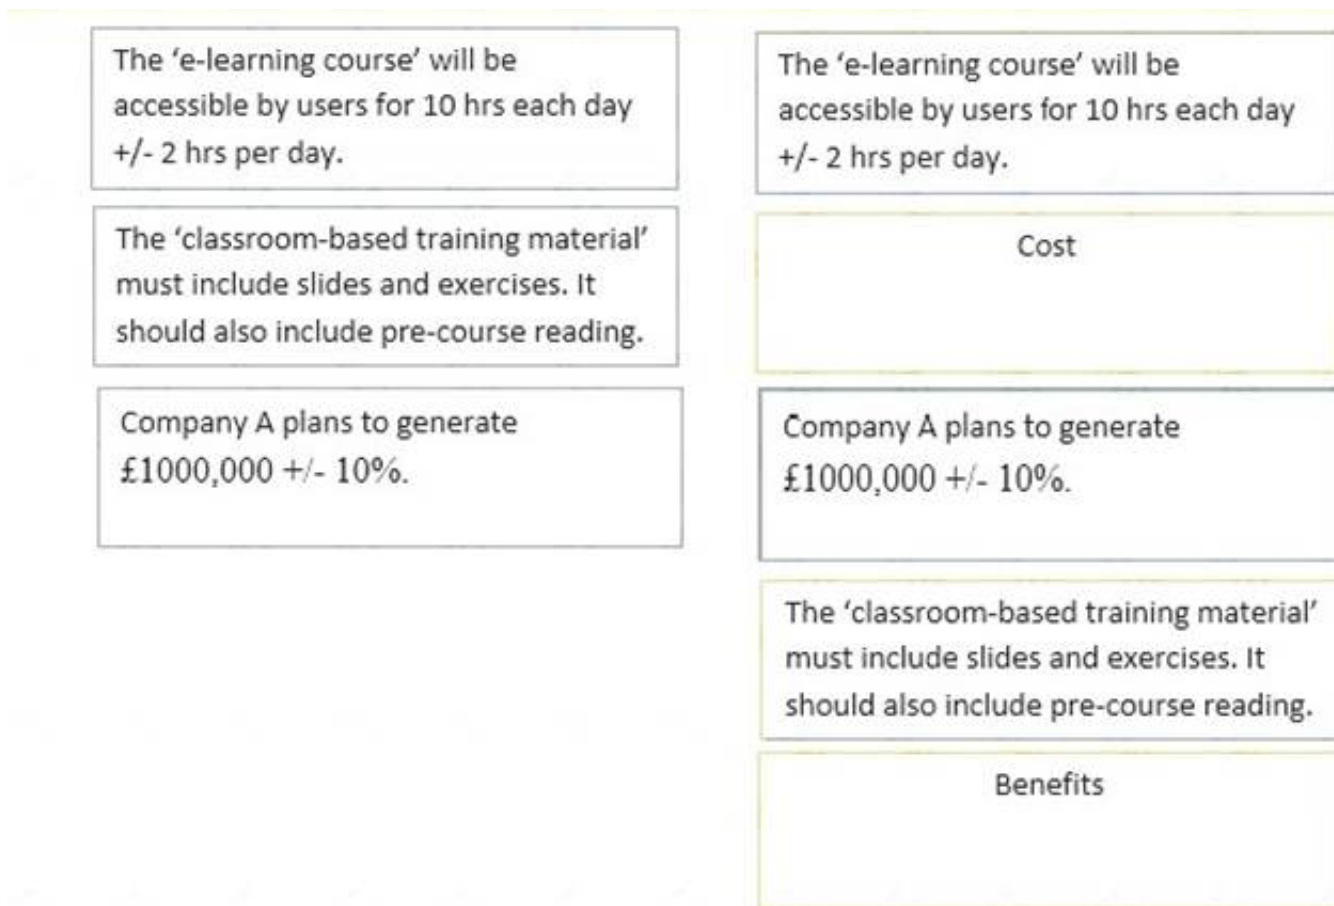 The ‘e-learning course’ will be
accessible by users for 10 hrs each day
+/- 2 hrs per day.
The ‘classroom-based training material’
must include slides and exercises. It
should also include pre-course reading.
Company A plans to generate
£1000,000 +/- 10%.
The ‘e-learning course’ will be
accessible by users for 10 hrs each day
+/- 2 hrs per day.
Cost
Company A plans to generate
£1000,000 +/- 10%.
The ‘classroom-based training material’
must include slides and exercises. It
should also include pre-course reading.
Benefits